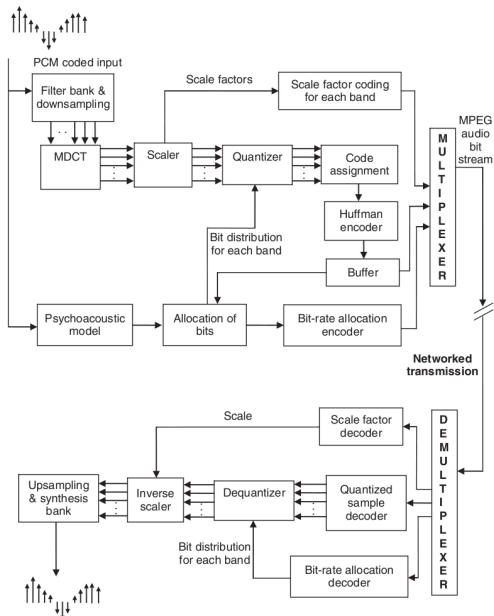 PCM coded input
Filter bank &
downsampling
MDCT
Scaler
Scale factors
Scale factor coding
for each band
Quantizer
Code
assignment
Huffman
encoder
Buffer
Bit distribution
for each band
Psychoacoustic
model
Allocation of
bits
Bit-rate allocation
encoder
MULTIPLEXER
MPEG
audio
bit
stream
Networked
transmission
DEMULTIPLEXER
Scale factor
decoder
Scale
Upsampling
& synthesis
bank
Inverse
scaler
Dequantizer
Quantized
sample
decoder
Bit distribution
for each band
Bit-rate allocation
decoder